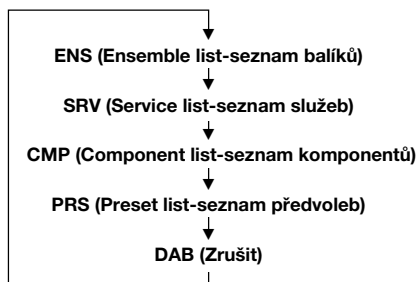 ENS (Ensemble list-seznam balíků)
SRV (Service list-seznam služeb)
CMP (Component list-seznam komponentů)
PRS (Preset list-seznam předvoleb)
DAB (Zrušit)